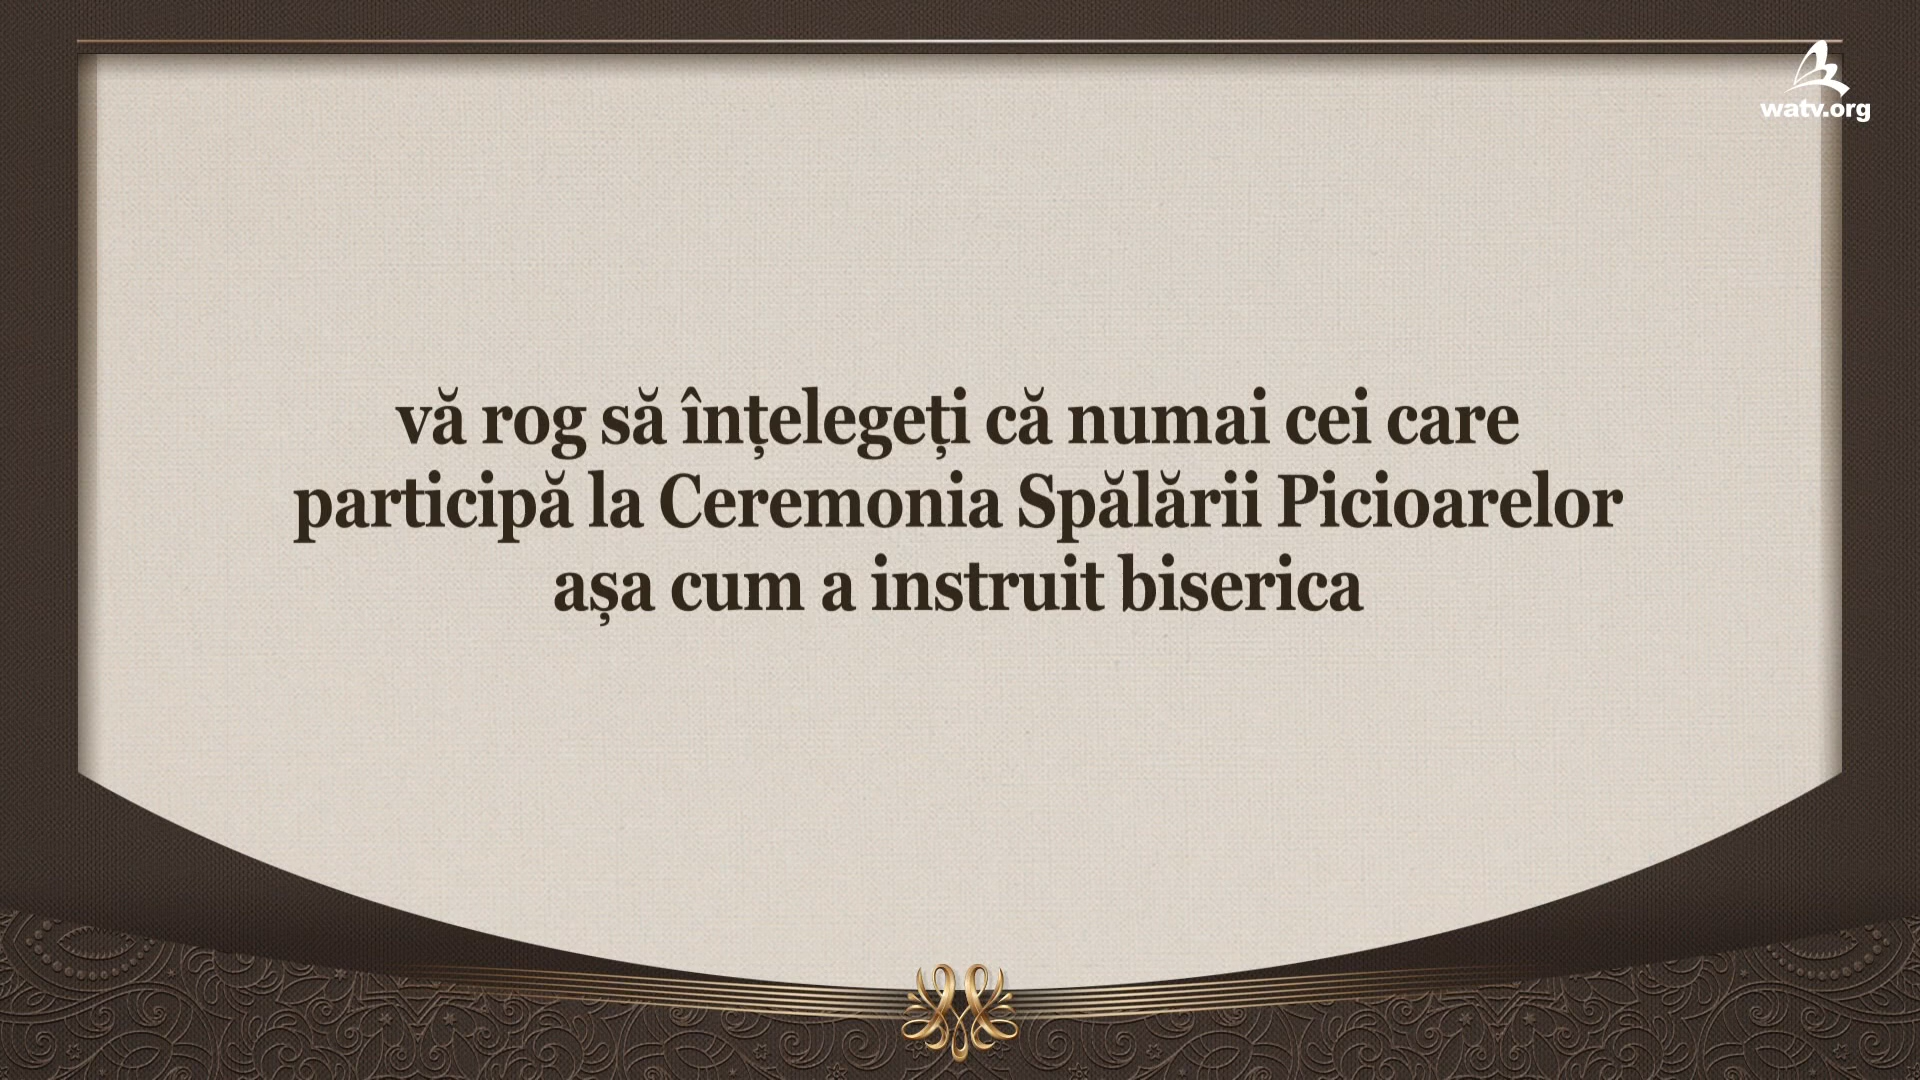 watv.org
vă rog să înțelegeți că numai cei care
participă la Ceremonia Spălării Picioarelor
așa cum a instruit biserica